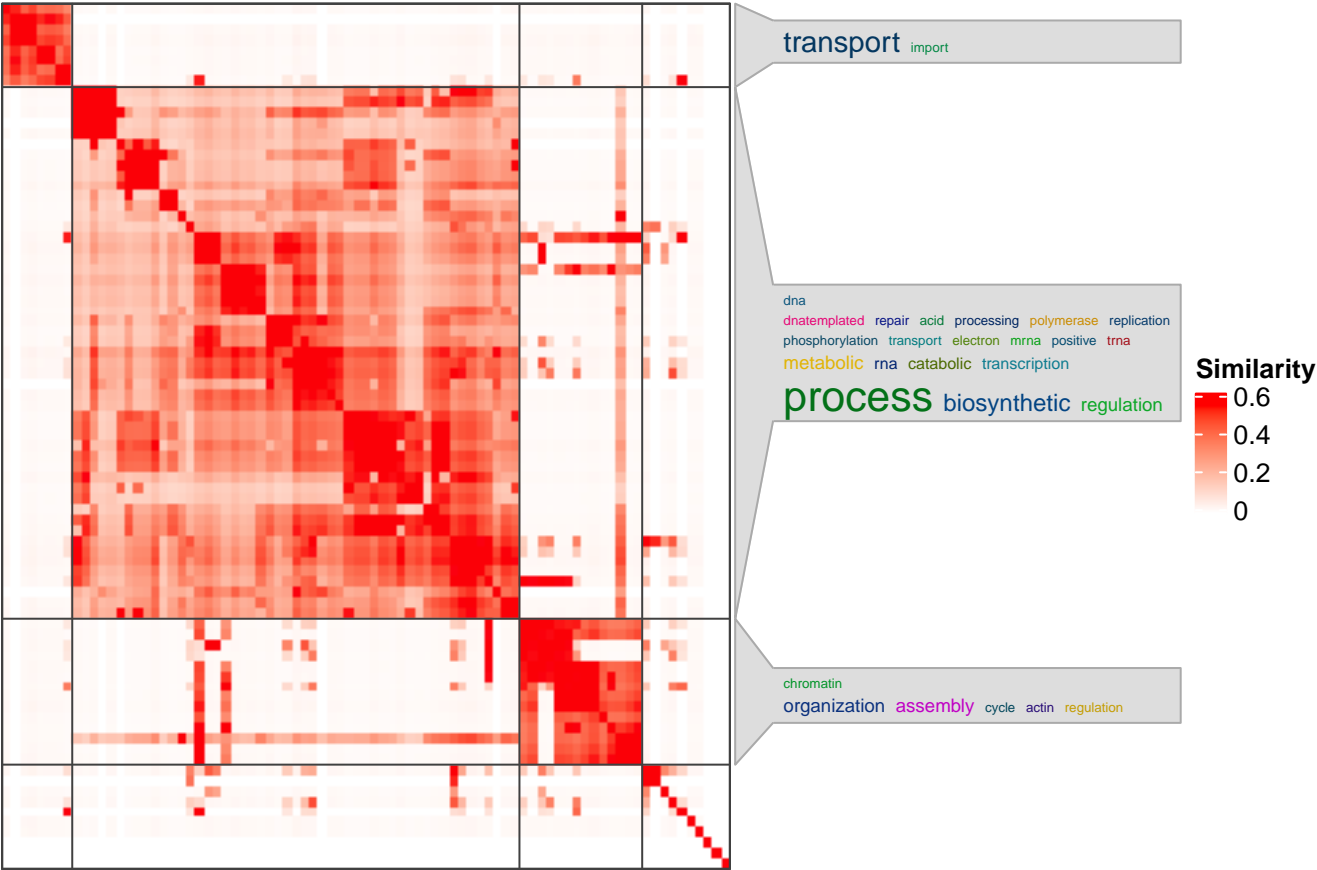 transport import
dna
dnatemplated repair acid processing polymerase replication
phosphorylation transport electron mrna positive trna
metabolic rna catabolic transcription
process biosynthetic regulation
chromatin
organization assembly cycle actin regulation
Similarity
0.6
0.4
0.2
0